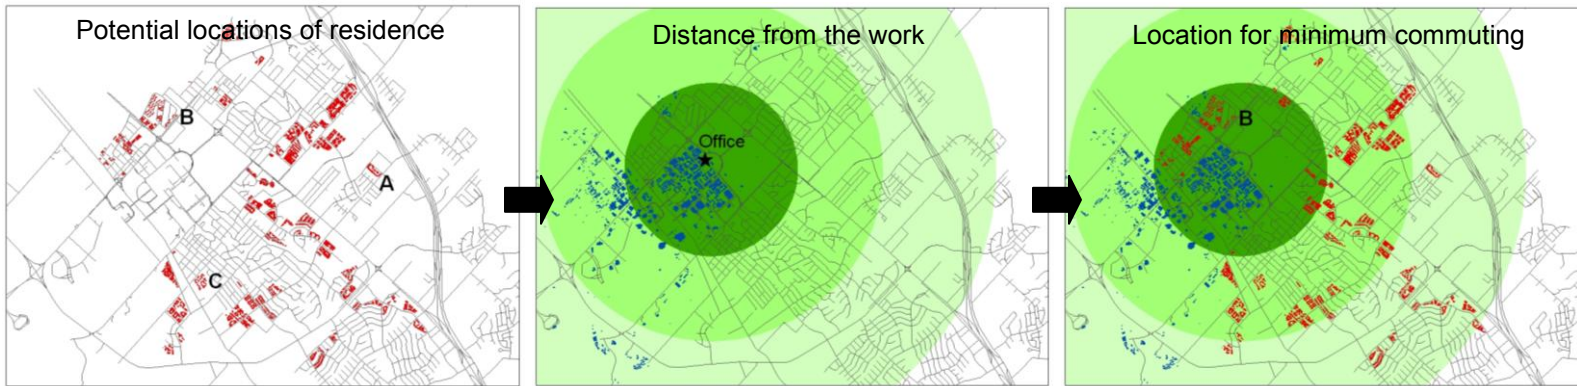 Potential locations of residence
B
A
C
Distance from the work
Office
Location for minimum commuting
B